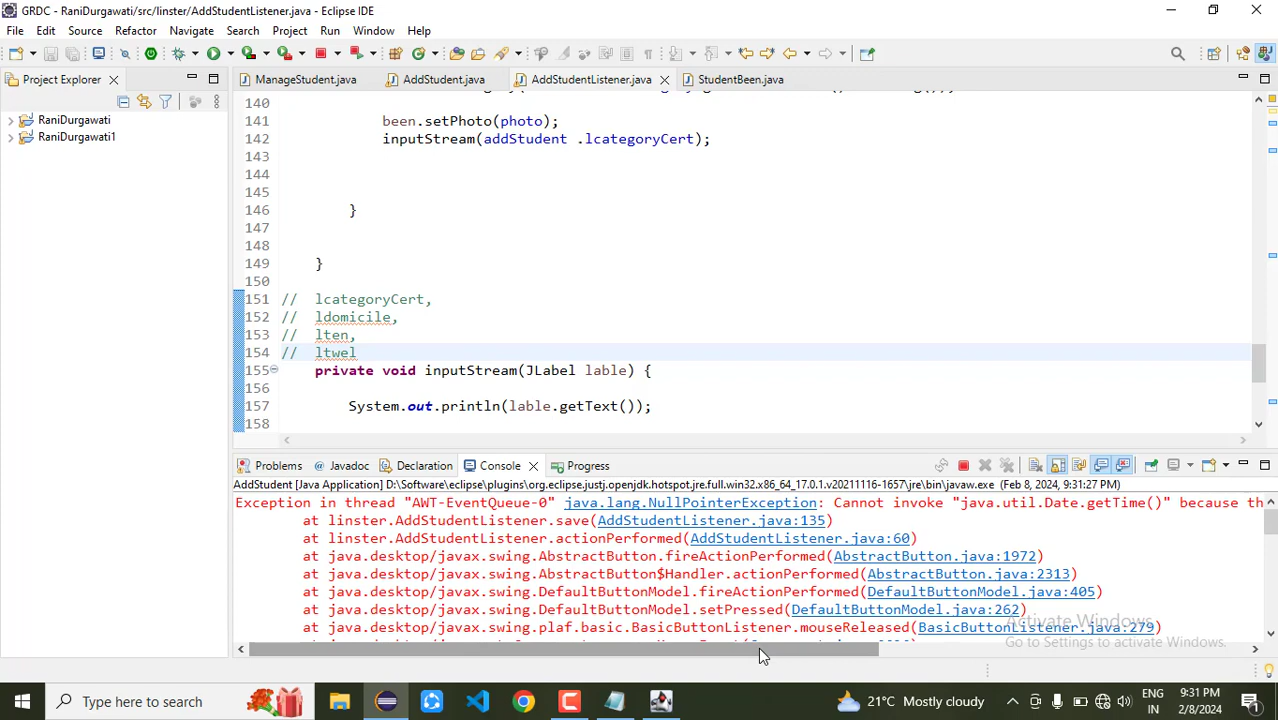 GRDC - RaniDurgawati/src/linster/AddStudentListener.java - Eclipse IDE
File Edit Source Refactor Navigate Search Project Run Window Help
Project Explorer
ManageStudent.java AddStudent.java AddStudentListener.java StudentBeen.java
RaniDurgawati
RaniDurgawati1
140
141 been.setPhoto(photo);
142 inputStream(addStudent .lcategoryCert);
143
144
145
146 }
147
148
149 }
150
151 // lcategoryCert,
152 // ldomicile,
153 // lten,
154 // ltwel
155 private void inputStream(JLabel lable) {
156
157 System.out.println(lable.getText());
158
Problems Javadoc Declaration Console Progress
AddStudent [Java Application] D:\Software\eclipse\plugins\org.eclipse.justj.openjdk.hotspot.jre.full.win32.x86_64_17.0.1.v20211116-1657\jre\bin\javaw.exe (Feb 8, 2024, 9:31:27 PM)
Exception in thread "AWT-EventQueue-0" java.lang.NullPointerException: Cannot invoke "java.util.Date.getTime()" because th
at linster.AddStudentListener.save(AddStudentListener.java:135)
at linster.AddStudentListener.actionPerformed(AddStudentListener.java:60)
at java.desktop/javax.swing.AbstractButton.fireActionPerformed(AbstractButton.java:1972)
at java.desktop/javax.swing.AbstractButton$Handler.actionPerformed(AbstractButton.java:2313)
at java.desktop/javax.swing.DefaultButtonModel.fireActionPerformed(DefaultButtonModel.java:405)
at java.desktop/javax.swing.DefaultButtonModel.setPressed(DefaultButtonModel.java:262)
at java.desktop/javax.swing.plaf.basic.BasicButtonListener.mouseReleased(BasicButtonListener.java:279)
Activate Windows
Go to Settings to activate Windows.
Type here to search
21°C Mostly cloudy
ENG
IN
9:31 PM
2/8/2024
1